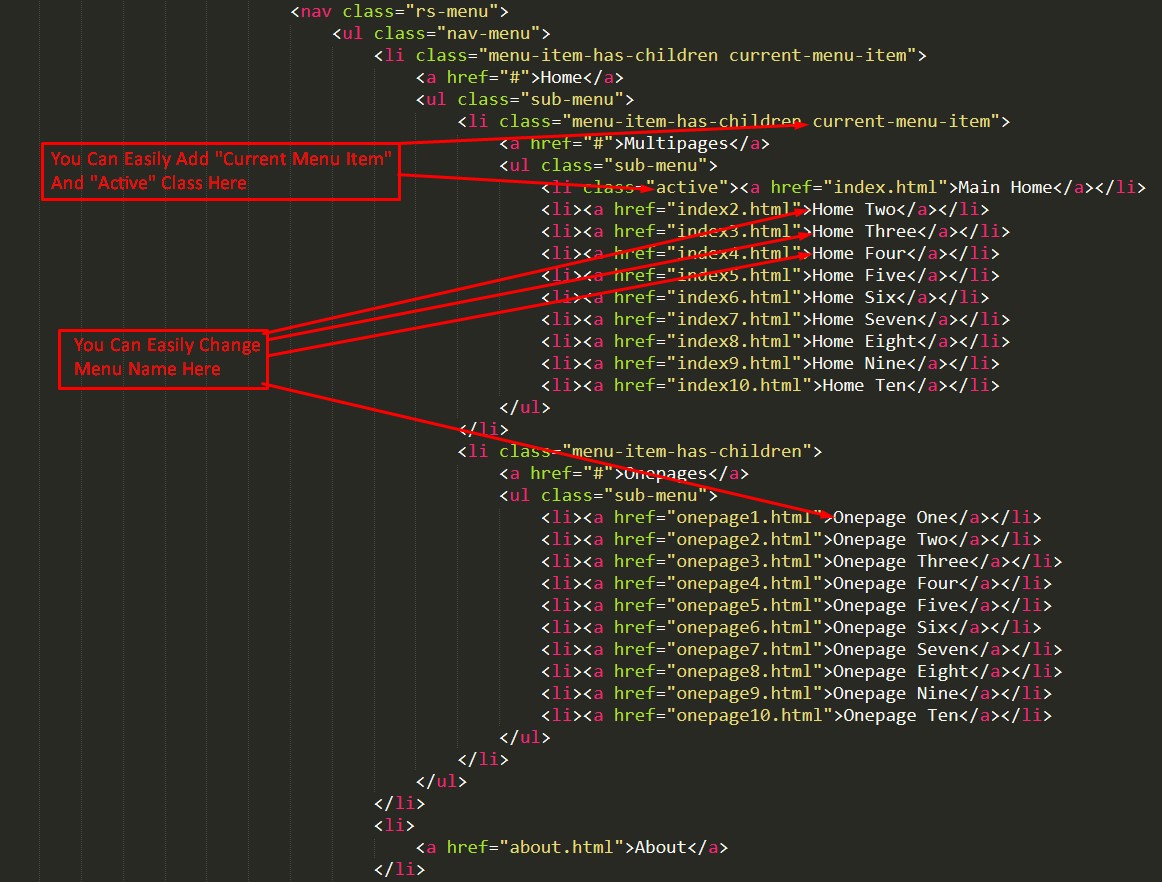 <nav class="rs-menu">
<ul class="nav-menu">
<li class="menu-item-has-children current-menu-item">
<a href="#">Home</a>
<ul class="sub-menu">
<li class="menu-item-has-children current-menu-item">
<a href="#">Multipages</a>
You Can Easily Add "Current Menu Item"
And "Active" Class Here
<ul class="sub-menu">
<li class="active"><a href="index.html">Main Home</a></li>
<li><a href="index2.html">Home Two</a></li>
<li><a href="index3.html">Home Three</a></li>
<li><a href="index4.html">Home Four</a></li>
<li><a href="index5.html">Home Five</a></li>
<li><a href="index6.html">Home Six</a></li>
<li><a href="index7.html">Home Seven</a></li>
<li><a href="index8.html">Home Eight</a></li>
<li><a href="index9.html">Home Nine</a></li>
<li><a href="index10.html">Home Ten</a></li>
You Can Easily Change
Menu Name Here
</ul>
</li>
<li class="menu-item-has-children">
<a href="#">Onepages</a>
<ul class="sub-menu">
<li><a href="onepage1.html">Onepage One</a></li>
<li><a href="onepage2.html">Onepage Two</a></li>
<li><a href="onepage3.html">Onepage Three</a></li>
<li><a href="onepage4.html">Onepage Four</a></li>
<li><a href="onepage5.html">Onepage Five</a></li>
<li><a href="onepage6.html">Onepage Six</a></li>
<li><a href="onepage7.html">Onepage Seven</a></li>
<li><a href="onepage8.html">Onepage Eight</a></li>
<li><a href="onepage9.html">Onepage Nine</a></li>
<li><a href="onepage10.html">Onepage Ten</a></li>
</ul>
</li>
</ul>
</li>
<li>
<a href="about.html">About</a>
</li>